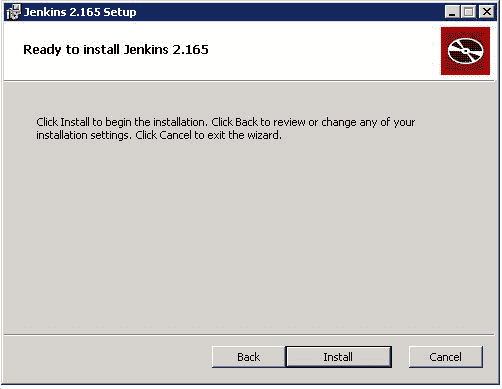 Jenkins 2.165 Setup
Ready to install Jenkins 2.165
Click Install to begin the installation. Click Back to review or change any of your
installation settings. Click Cancel to exit the wizard.
Back Install Cancel